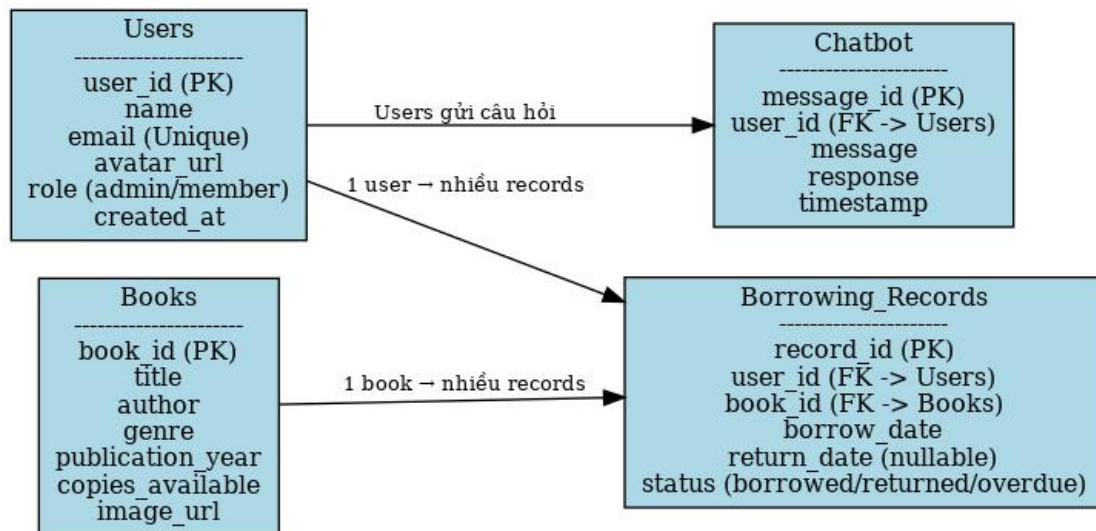 Users
----------------------
user_id (PK)
name
email (Unique)
avatar_url
role (admin/member)
created_at
Users gửi câu hỏi
Chatbot
----------------------
message_id (PK)
user_id (FK -> Users)
message
response
timestamp
1 user → nhiều records
Books
----------------------
book_id (PK)
title
author
genre
publication_year
copies_available
image_url
1 book → nhiều records
Borrowing_Records
----------------------
record_id (PK)
user_id (FK -> Users)
book_id (FK -> Books)
borrow_date
return_date (nullable)
status (borrowed/returned/overdue)